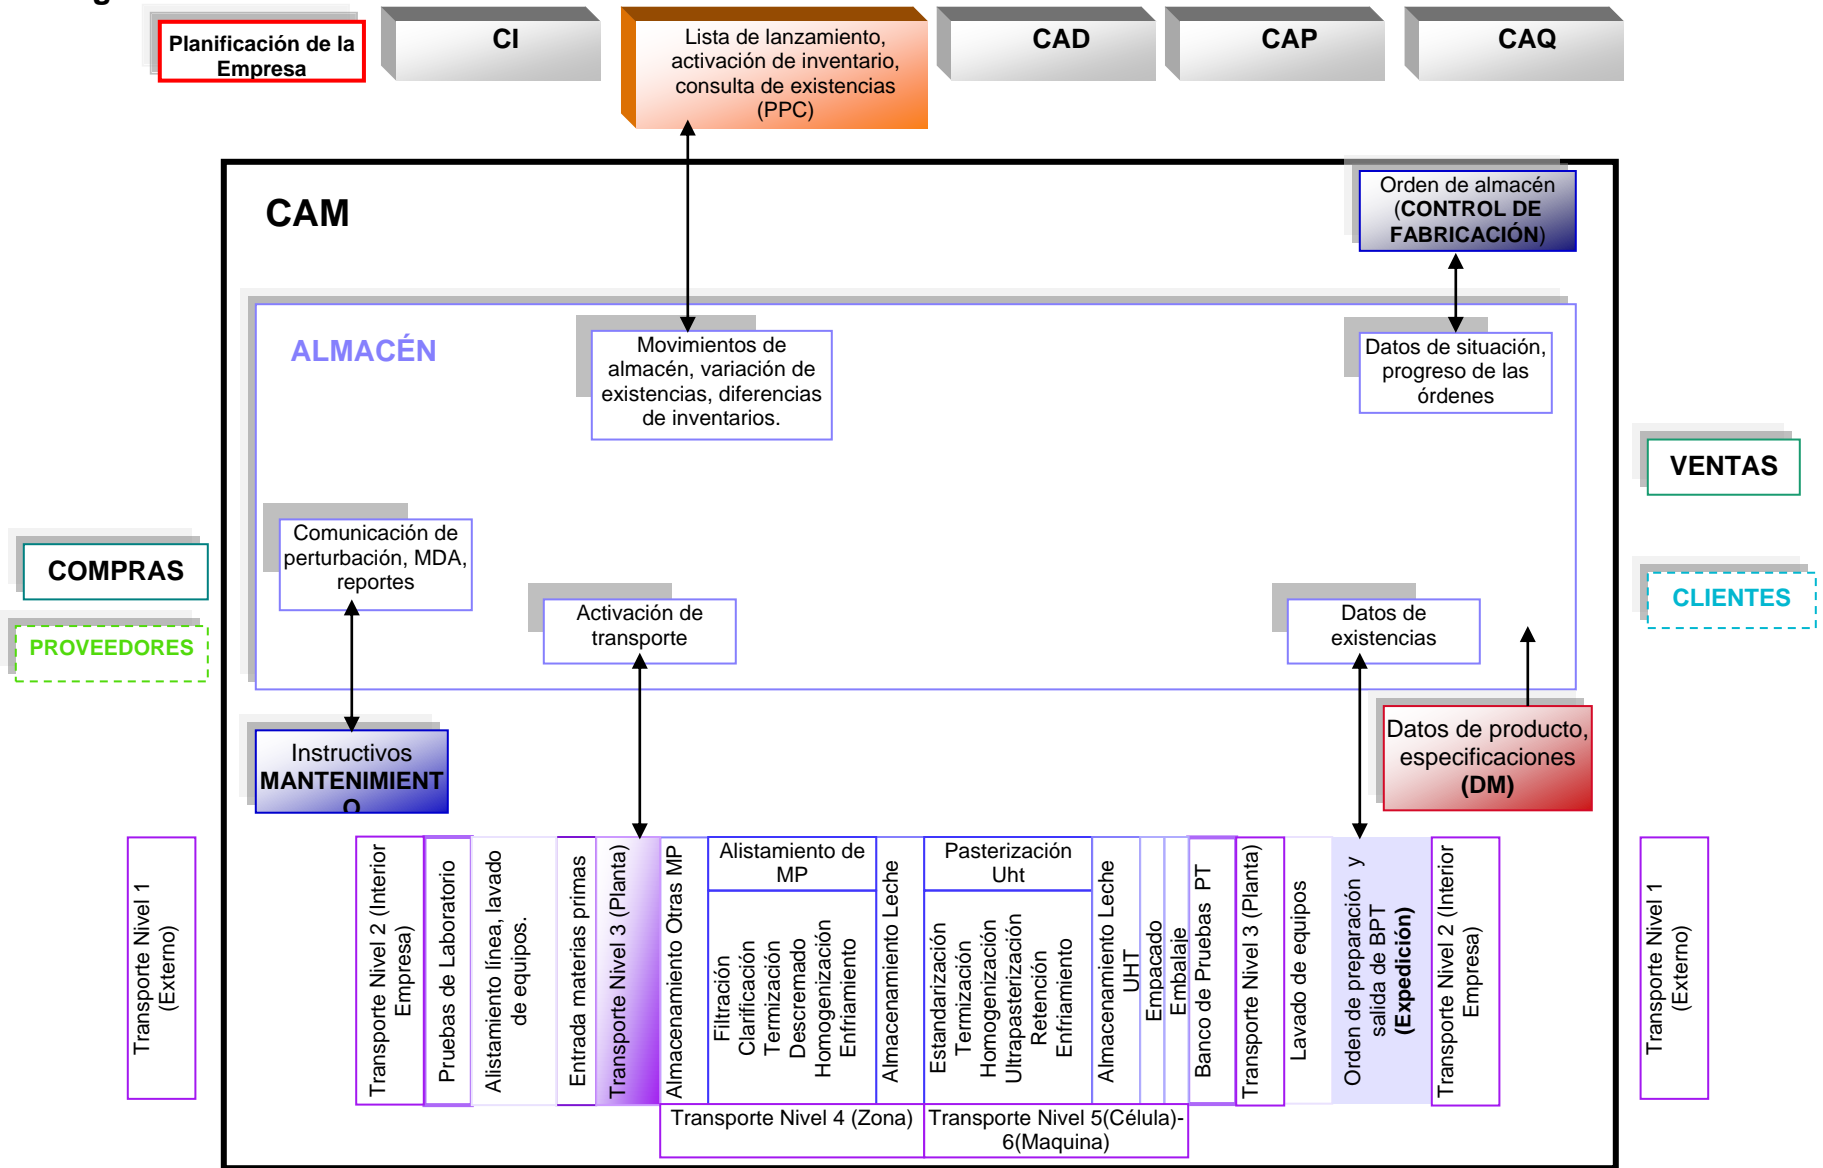 Planificación de la
Empresa
CI
Lista de lanzamiento,
activación de inventario,
consulta de existencias
(PPC)
CAD
CAP
CAQ
CAM
Orden de almacén
(CONTROL DE
FABRICACIÓN)
ALMACÉN
Movimientos de
almacén, variación de
existencias, diferencias
de inventarios.
Datos de situación,
progreso de las
órdenes
VENTAS
Comunicación de
perturbación, MDA,
reportes
COMPRAS
Activación de
transporte
Datos de
existencias
CLIENTES
PROVEEDORES
Instructivos
MANTENIMIENT
O
Datos de producto,
especificaciones
(DM)
Transporte Nivel 1
(Externo)
Transporte Nivel 2 (Interior
Empresa)
Pruebas de Laboratorio
Alistamiento línea, lavado
de equipos.
Entrada materias primas
Transporte Nivel 3 (Planta)
Almacenamiento Otras MP
Alistamiento de
MP
Filtración
Clarificación
Termización
Descremado
Homogenización
Enfriamiento
Almacenamiento Leche
Pasterización
Uht
Estandarización
Termización
Homogenización
Ultrapasterización
Retención
Enfriamiento
Almacenamiento Leche
UHT
Empacado
Embalaje
Banco de Pruebas PT
Transporte Nivel 3 (Planta)
Lavado de equipos
Orden de preparación y
salida de BPT
(Expedición)
Transporte Nivel 2 (Interior
Empresa)
Transporte Nivel 1
(Externo)
Transporte Nivel 4 (Zona)
Transporte Nivel 5(Célula)-
6(Maquina)